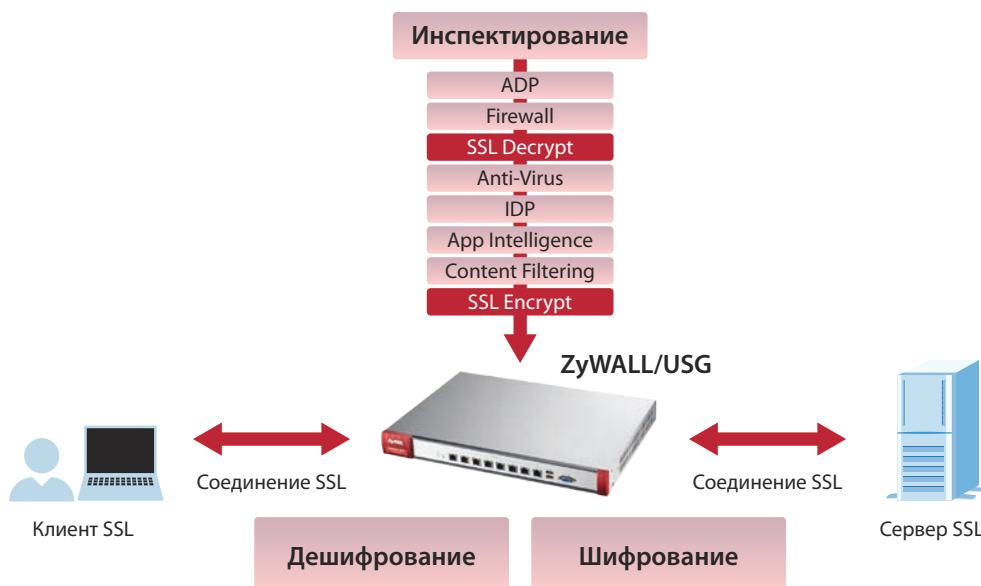 Инспектирование
ADP
Firewall
SSL Decrypt
Anti-Virus
IDP
App Intelligence
Content Filtering
SSL Encrypt
ZyWALL/USG
ZyXEL
Соединение SSL
Соединение SSL
Клиент SSL
Сервер SSL
Дешифрование
Шифрование